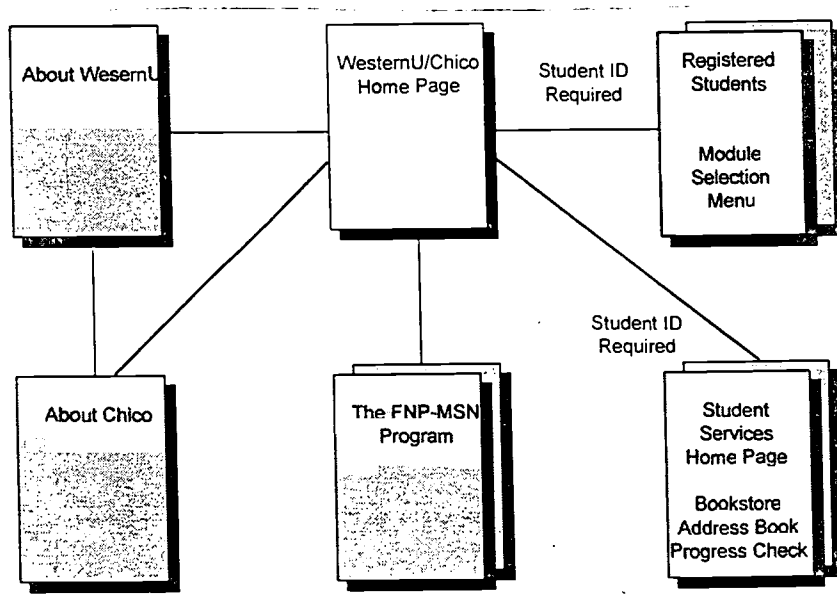 About WesernU
WesternU/Chico
Home Page
Student ID
Required
Registered
Students
Module
Selection
Menu
Student ID
Required
About Chico
The FNP-MSN
Program
Student
Services
Home Page
Bookstore
Address Book
Progress Check